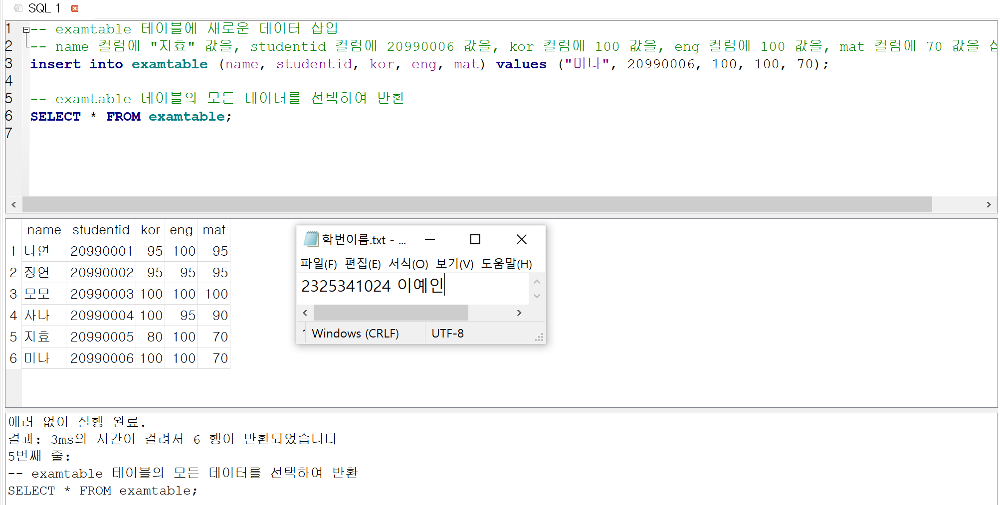 SQL 1
1 -- examtable 테이블에 새로운 데이터 삽입
2 -- name 컬럼에 "지효" 값을, studentid 컬럼에 20990006 값을, kor 컬럼에 100 값을, eng 컬럼에 100 값을, mat 컬럼에 70 값을
3 insert into examtable (name, studentid, kor, eng, mat) values ("미나", 20990006, 100, 100, 70);
4
5 -- examtable 테이블의 모든 데이터를 선택하여 반환
6 SELECT * FROM examtable;
7
name studentid kor eng mat
1 나연 20990001 95 100 95
2 정연 20990002 95 95 95
3 모모 20990003 100 100 100
4 사나 20990004 100 95 90
5 지효 20990005 80 100 70
6 미나 20990006 100 100 70
학번이름.txt - ...
파일(F) 편집(E) 서식(O) 보기(V) 도움말(H)
2325341024 이예인
1 Windows (CRLF) UTF-8
에러 없이 실행 완료.
결과: 3ms의 시간이 걸려서 6 행이 반환되었습니다
5번째 줄:
-- examtable 테이블의 모든 데이터를 선택하여 반환
SELECT * FROM examtable;